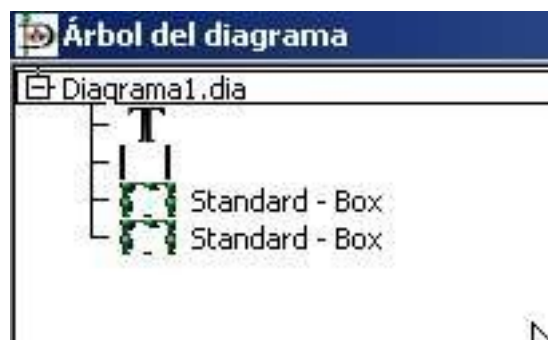 Árbol del diagrama
Diagrama1.dia
T
Standard - Box
Standard - Box